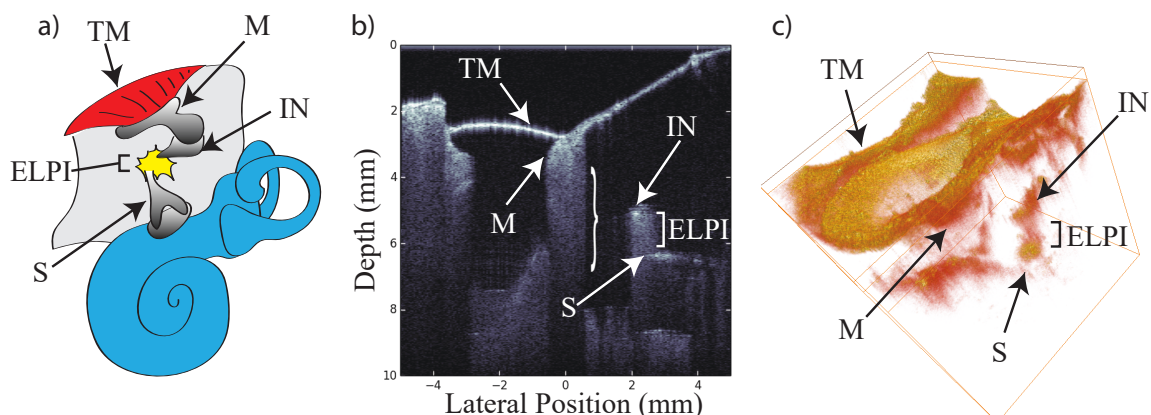 a)
TM
M
IN
ELPI
S
b)
0
2
4
6
8
10
Depth (mm)
-4
-2
0
2
4
Lateral Position (mm)
TM
IN
M
ELPI
S
c)
TM
IN
ELPI
M
S